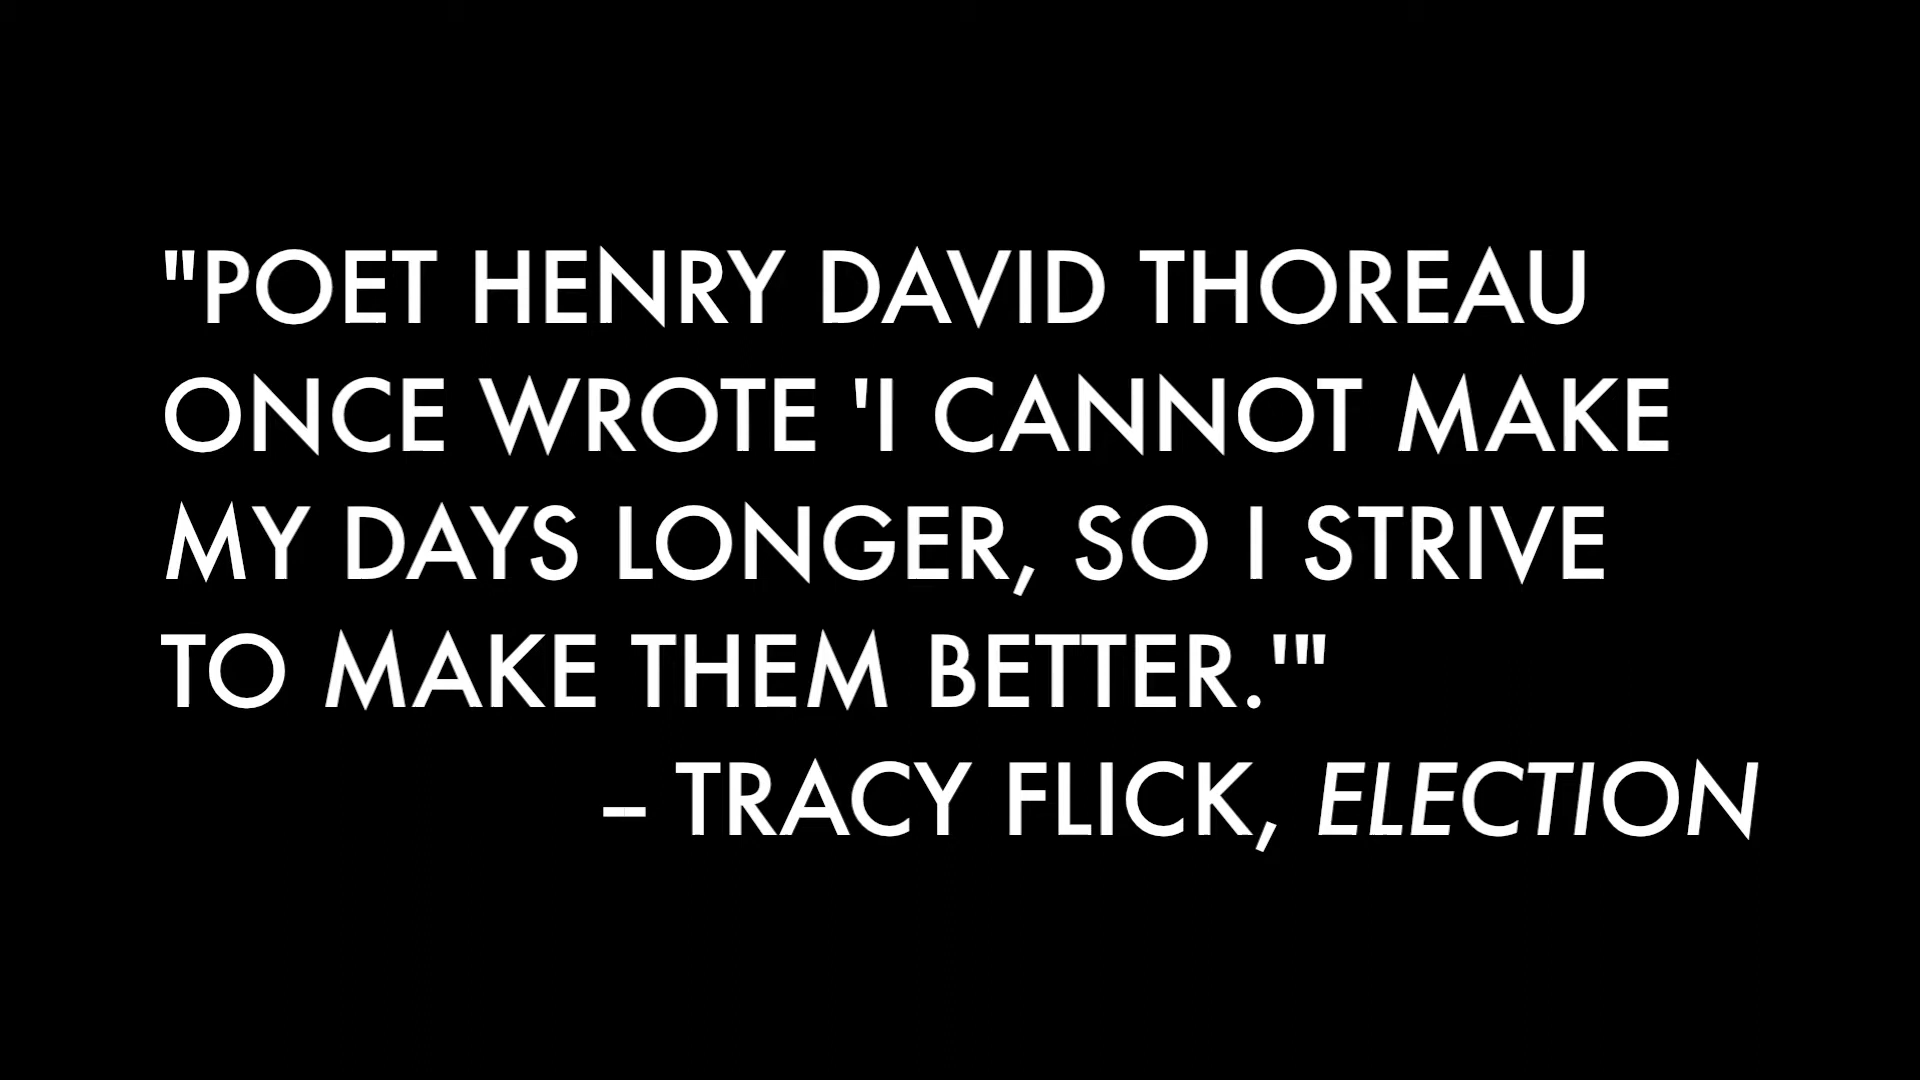 "POET HENRY DAVID THOREAU
ONCE WROTE 'I CANNOT MAKE
MY DAYS LONGER, SO I STRIVE
TO MAKE THEM BETTER.'"
– TRACY FLICK, ELECTION